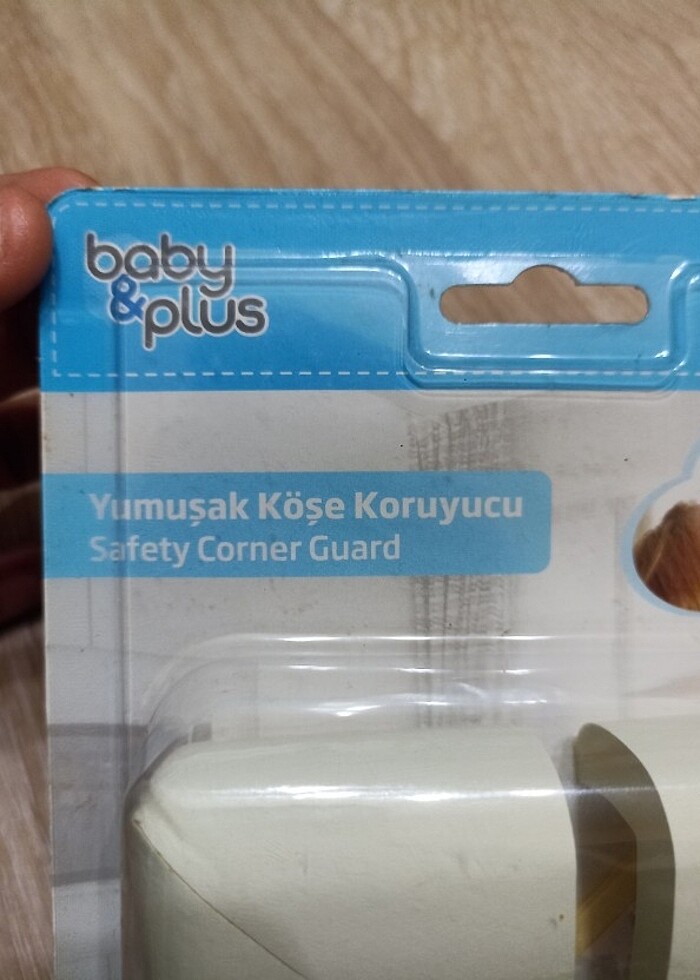 baby
&plus
Yumuşak Köşe Koruyucu
Safety Corner Guard